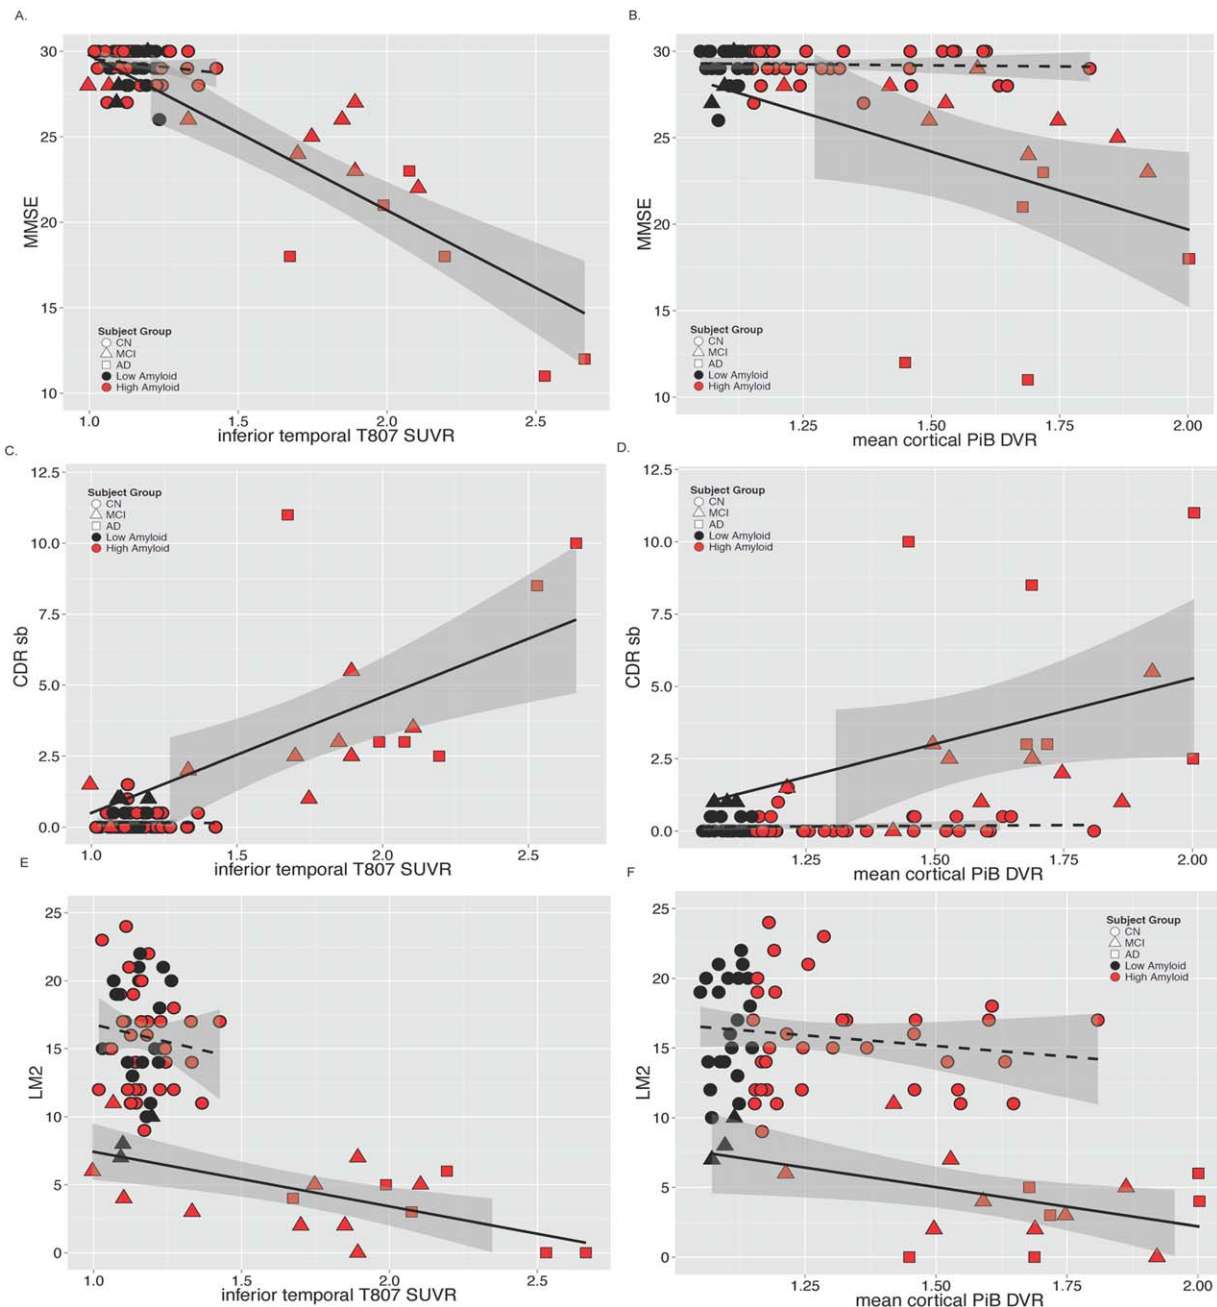 A.
30
25
20
15
10
MMSE
Subject Group
CN
MCI
AD
Low Amyloid
High Amyloid
1.0
1.5
2.0
2.5
inferior temporal T807 SUVR
B.
30
25
20
15
10
MMSE
Subject Group
CN
MCI
AD
Low Amyloid
High Amyloid
1.25
1.50
1.75
2.00
mean cortical PiB DVR
C.
12.5
10.0
7.5
5.0
2.5
0.0
CDR sb
Subject Group
CN
MCI
AD
Low Amyloid
High Amyloid
1.0
1.5
2.0
2.5
inferior temporal T807 SUVR
D.
12.5
10.0
7.5
5.0
2.5
0.0
CDR sb
Subject Group
CN
MCI
AD
Low Amyloid
High Amyloid
1.25
1.50
1.75
2.00
mean cortical PiB DVR
E
25
20
15
10
5
0
LM2
1.0
1.5
2.0
2.5
inferior temporal T807 SUVR
F
25
20
15
10
5
0
LM2
Subject Group
CN
MCI
AD
Low Amyloid
High Amyloid
1.25
1.50
1.75
2.00
mean cortical PiB DVR